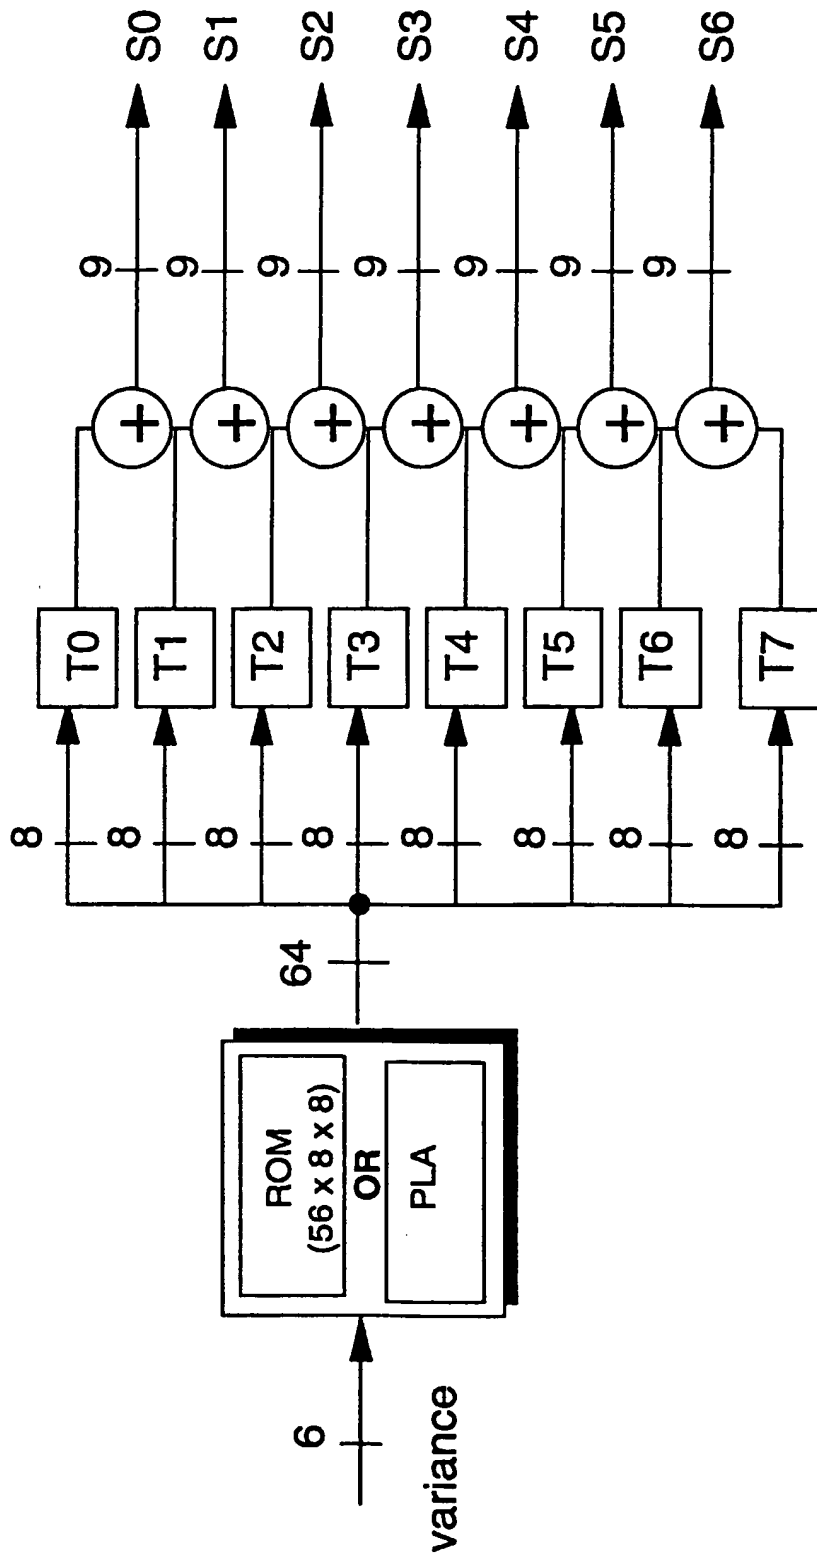 variance
6
ROM
(56 x 8 x 8)
OR
PLA
64
8
8
8
8
8
8
8
8
T0
T1
T2
T3
T4
T5
T6
T7
+
+
+
+
+
+
+
9
9
9
9
9
9
9
S0
S1
S2
S3
S4
S5
S6